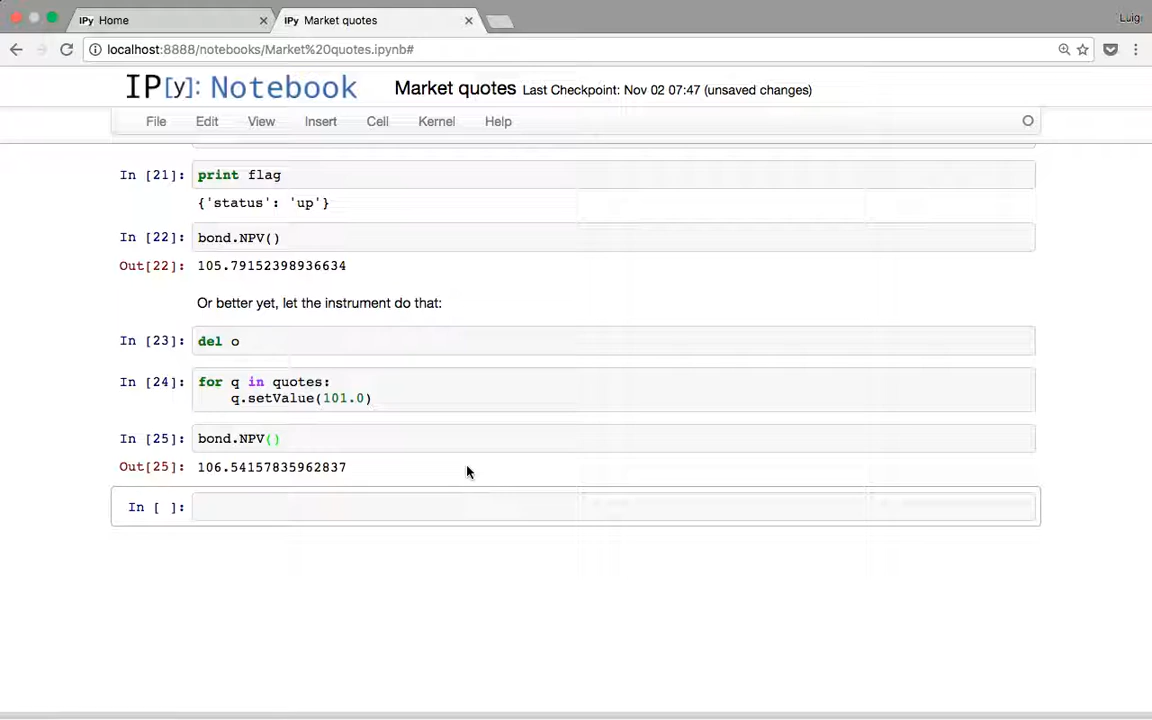 IPy Home
IPy Market quotes
Luigi
localhost:8888/notebooks/Market%20quotes.ipynb#
IP[y]: Notebook Market quotes Last Checkpoint: Nov 02 07:47 (unsaved changes)
File Edit View Insert Cell Kernel Help
In [21]: print flag
{'status': 'up'}
In [22]: bond.NPV()
Out[22]: 105.79152398936634
Or better yet, let the instrument do that:
In [23]: del o
In [24]: for q in quotes:
q.setValue(101.0)
In [25]: bond.NPV()
Out[25]: 106.54157835962837
In [ ]: